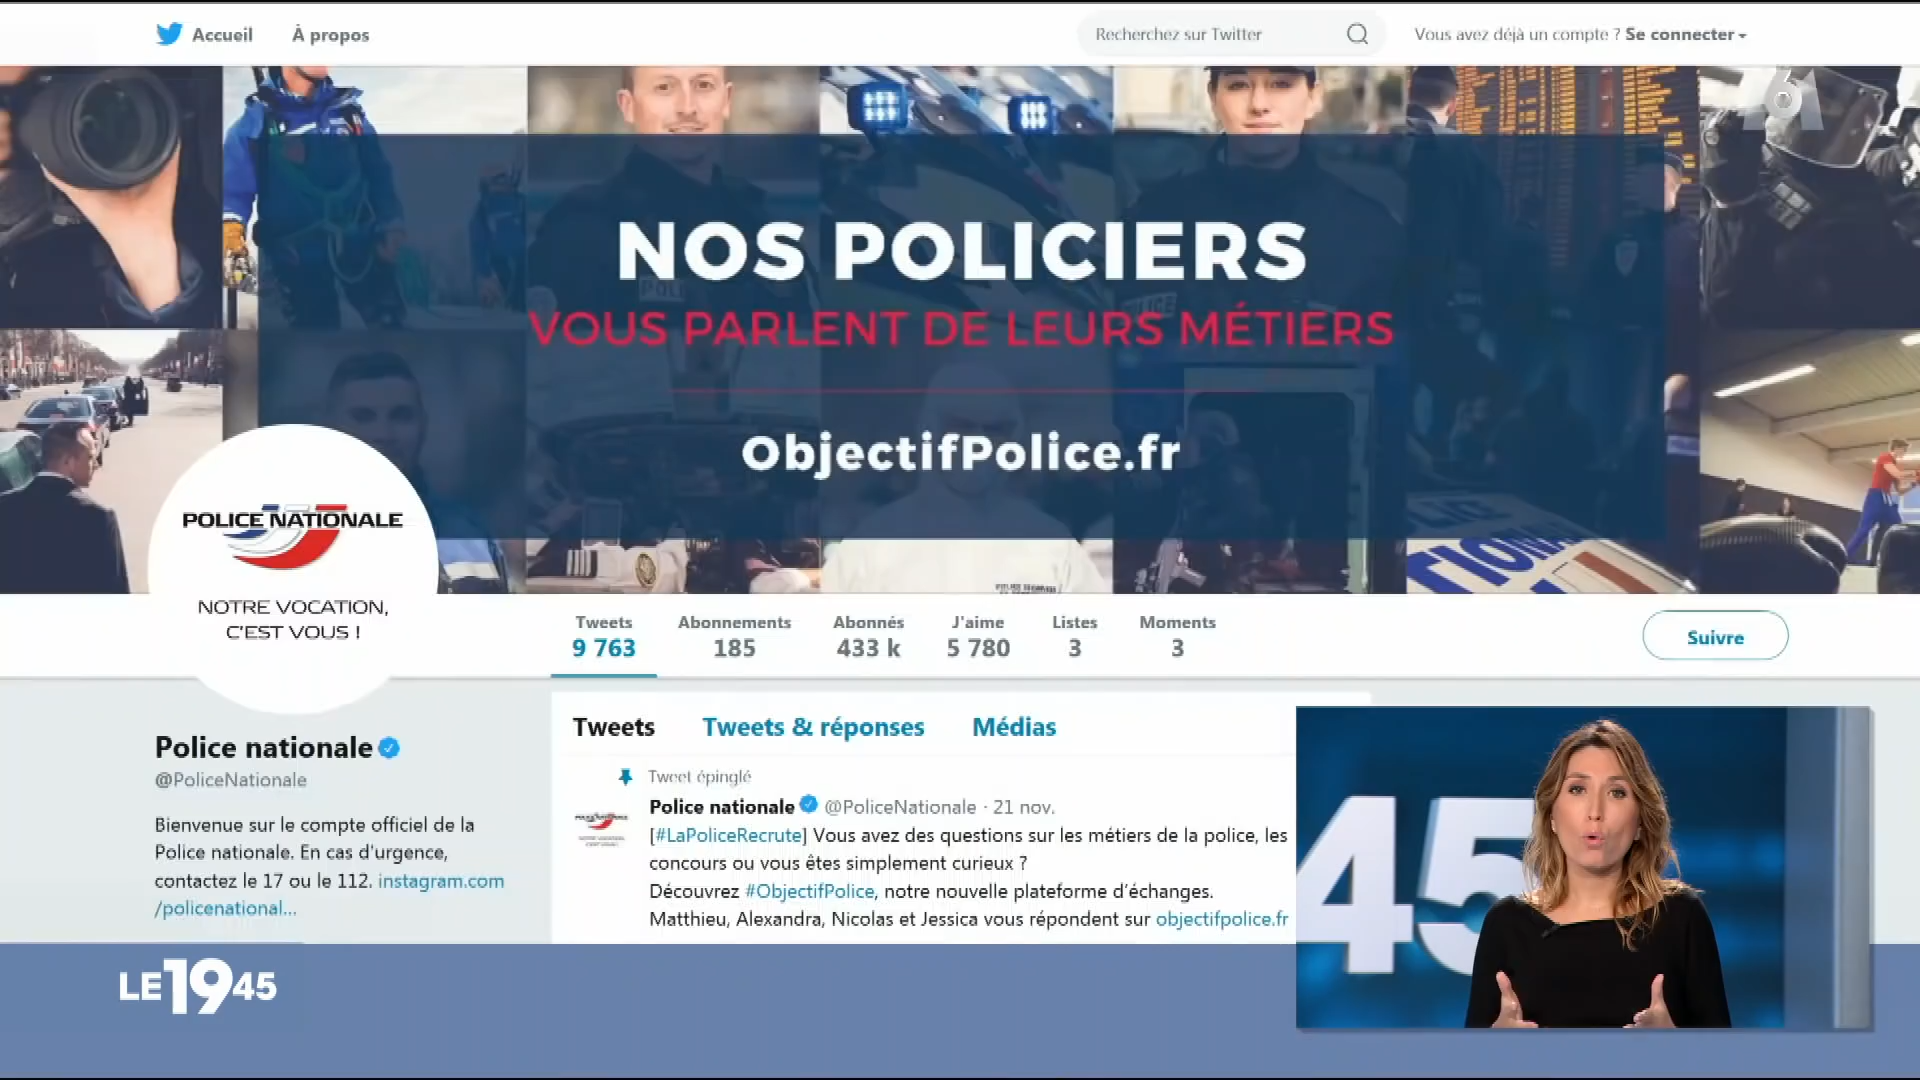 Accueil
À propos
Recherchez sur Twitter
Vous avez déjà un compte ? Se connecter
6
NOS POLICIERS
VOUS PARLENT DE LEURS MÉTIERS
ObjectifPolice.fr
POLICE NATIONALE
NOTRE VOCATION,
C'EST VOUS !
Tweets
9 763
Abonnements
185
Abonnés
433 k
J'aime
5 780
Listes
3
Moments
3
Suivre
Police nationale
@PoliceNationale
Bienvenue sur le compte officiel de la
Police nationale. En cas d'urgence,
contactez le 17 ou le 112. instagram.com
/policenational...
Tweets
Tweets & réponses
Médias
Tweet épinglé
Police nationale @PoliceNationale · 21 nov.
[#LaPoliceRecrute] Vous avez des questions sur les métiers de la police, les
concours ou vous êtes simplement curieux ?
Découvrez #ObjectifPolice, notre nouvelle plateforme d’échanges.
Matthieu, Alexandra, Nicolas et Jessica vous répondent sur objectifpolice.fr
45
LE 19 45